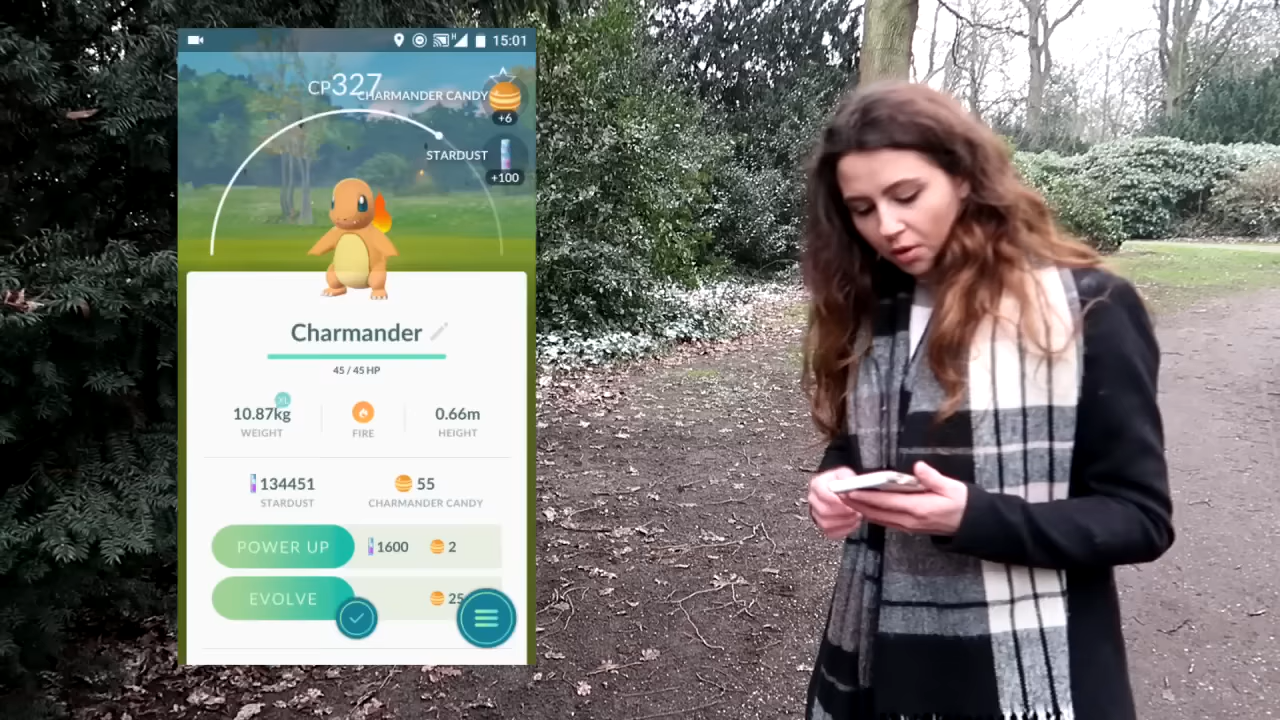 15:01
CP327
CHARMANDER CANDY
+6
STARDUST
+100
Charmander
45 / 45 HP
XL
10.87kg
WEIGHT
FIRE
0.66m
HEIGHT
134451
STARDUST
55
CHARMANDER CANDY
POWER UP 1600 2
EVOLVE 25